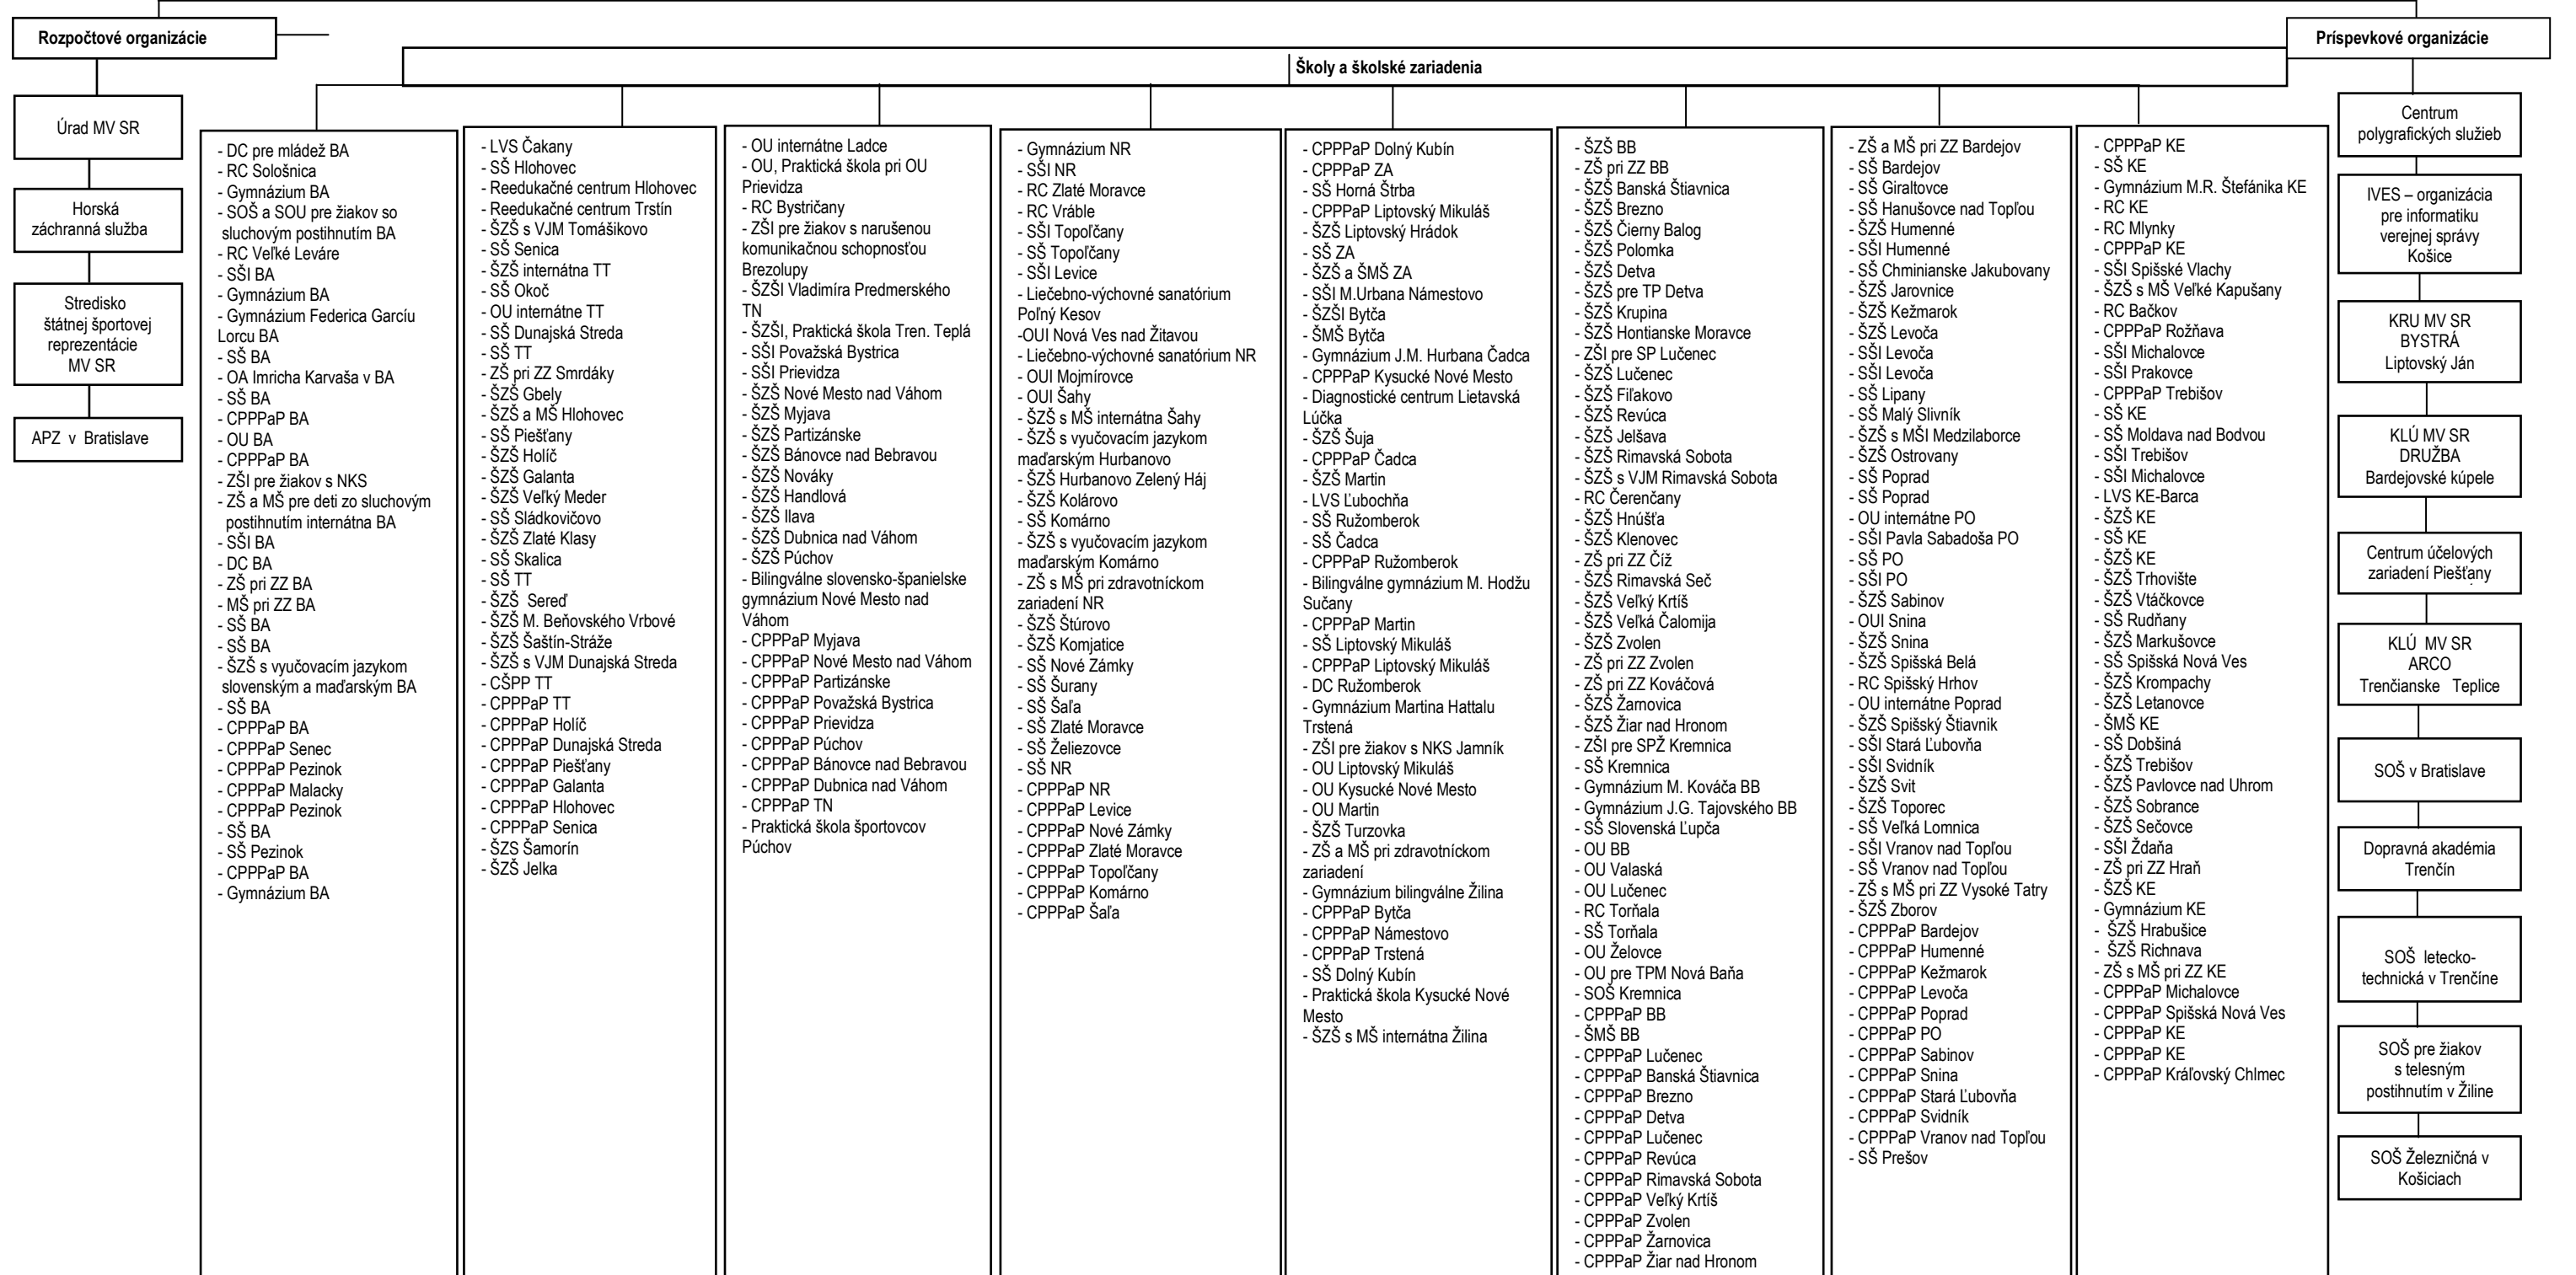 Rozpočtové organizácie
Príspevkové organizácie
Školy a školské zariadenia
Úrad MV SR
Horská
záchranná služba
Stredisko
štátnej športovej
reprezentácie
MV SR
APZ v Bratislave
- DC pre mládež BA
- RC Sološnica
- Gymnázium BA
- SOŠ a SOU pre žiakov so
sluchovým postihnutím BA
- RC Veľké Leváre
- SŠI BA
- Gymnázium BA
- Gymnázium Federica Garcíu
Lorcu BA
- SŠ BA
- OA Imricha Karvaša v BA
- SŠ BA
- CPPPaP BA
- OU BA
- CPPPaP BA
- ZŠI pre žiakov s NKS
- ZŠ a MŠ pre deti zo sluchovým
postihnutím internátna BA
- SŠI BA
- DC BA
- ZŠ pri ZZ BA
- MŠ pri ZZ BA
- SŠ BA
- SŠ BA
- ŠZŠ s vyučovacím jazykom
slovenským a maďarským BA
- SŠ BA
- CPPPaP BA
- CPPPaP Senec
- CPPPaP Pezinok
- CPPPaP Malacky
- CPPPaP Pezinok
- SŠ BA
- SŠ Pezinok
- CPPPaP BA
- Gymnázium BA
- LVS Čakany
- SŠ Hlohovec
- Reedukačné centrum Hlohovec
- Reedukačné centrum Trstín
- ŠZŠ s VJM Tomášikovo
- SŠ Senica
- ŠZŠ internátna TT
- SŠ Okoč
- OU internátne TT
- SŠ Dunajská Streda
- SŠ TT
- ZŠ pri ZZ Smrdáky
- ŠZŠ Gbely
- ŠZŠ a MŠ Hlohovec
- SŠ Piešťany
- ŠZŠ Holíč
- ŠZŠ Galanta
- ŠZŠ Veľký Meder
- SŠ Sládkovičovo
- ŠZŠ Zlaté Klasy
- SŠ Skalica
- SŠ TT
- ŠZŠ Sereď
- ŠZŠ M. Beňovského Vrbové
- ŠZŠ Šaštín-Stráže
- ŠZŠ s VJM Dunajská Streda
- CŠPP TT
- CPPPaP TT
- CPPPaP Holíč
- CPPPaP Dunajská Streda
- CPPPaP Piešťany
- CPPPaP Galanta
- CPPPaP Hlohovec
- CPPPaP Senica
- ŠZS Šamorín
- ŠZŠ Jelka
- OU internátne Ladce
- OU, Praktická škola pri OU
Prievidza
- RC Bystričany
- ZŠI pre žiakov s narušenou
komunikačnou schopnosťou
Brezolupy
- ŠZŠI Vladimíra Predmerského
TN
- ŠZŠI, Praktická škola Tren. Teplá
- SŠI Považská Bystrica
- SŠI Prievidza
- ŠZŠ Nové Mesto nad Váhom
- ŠZŠ Myjava
- ŠZŠ Partizánske
- ŠZŠ Bánovce nad Bebravou
- ŠZŠ Nováky
- ŠZŠ Handlová
- ŠZŠ Ilava
- ŠZŠ Dubnica nad Váhom
- ŠZŠ Púchov
- Bilingválne slovensko-španielske
gymnázium Nové Mesto nad
Váhom
- CPPPaP Myjava
- CPPPaP Nové Mesto nad Váhom
- CPPPaP Partizánske
- CPPPaP Považská Bystrica
- CPPPaP Prievidza
- CPPPaP Púchov
- CPPPaP Bánovce nad Bebravou
- CPPPaP Dubnica nad Váhom
- CPPPaP TN
- Praktická škola športovcov
Púchov
- Gymnázium NR
- SŠI NR
- RC Zlaté Moravce
- RC Vráble
- SŠI Topoľčany
- SŠ Topoľčany
- SŠI Levice
- Liečebno-výchovné sanatórium
Poľný Kesov
-OUI Nová Ves nad Žitavou
- Liečebno-výchovné sanatórium NR
- OUI Mojmírovce
- OUI Šahy
- ŠZŠ s MŠ internátna Šahy
- ŠZŠ s vyučovacím jazykom
maďarským Hurbanovo
- ŠZŠ Hurbanovo Zelený Háj
- ŠZŠ Kolárovo
- SŠ Komárno
- ŠZŠ s vyučovacím jazykom
maďarským Komárno
- ZŠ s MŠ pri zdravotníckom
zariadení NR
- ŠZŠ Štúrovo
- ŠZŠ Komjatice
- SŠ Nové Zámky
- SŠ Šurany
- SŠ Šaľa
- SŠ Zlaté Moravce
- SŠ Želiezovce
- SŠ NR
- CPPPaP NR
- CPPPaP Levice
- CPPPaP Nové Zámky
- CPPPaP Zlaté Moravce
- CPPPaP Topoľčany
- CPPPaP Komárno
- CPPPaP Šaľa
- CPPPaP Dolný Kubín
- CPPPaP ZA
- SŠ Horná Štrba
- CPPPaP Liptovský Mikuláš
- ŠZŠ Liptovský Hrádok
- SŠ ZA
- ŠZŠ a ŠMŠ ZA
- SŠI M.Urbana Námestovo
- ŠZŠI Bytča
- ŠMŠ Bytča
- Gymnázium J.M. Hurbana Čadca
- CPPPaP Kysucké Nové Mesto
- Diagnostické centrum Lietavská
Lúčka
- ŠZŠ Šuja
- CPPPaP Čadca
- ŠZŠ Martin
- LVS Ľubochňa
- SŠ Ružomberok
- SŠ Čadca
- CPPPaP Ružomberok
- Bilingválne gymnázium M. Hodžu
Sučany
- CPPPaP Martin
- SŠ Liptovský Mikuláš
- CPPPaP Liptovský Mikuláš
- DC Ružomberok
- Gymnázium Martina Hattalu
Trstená
- ZŠI pre žiakov s NKS Jamník
- OU Liptovský Mikuláš
- OU Kysucké Nové Mesto
- OU Martin
- ŠZŠ Turzovka
- ZŠ a MŠ pri zdravotníckom
zariadení
- Gymnázium bilingválne Žilina
- CPPPaP Bytča
- CPPPaP Námestovo
- CPPPaP Trstená
- SŠ Dolný Kubín
- Praktická škola Kysucké Nové
Mesto
- ŠZŠ s MŠ internátna Žilina
- ŠZŠ BB
- ZŠ pri ZZ BB
- ŠZŠ Banská Štiavnica
- ŠZŠ Brezno
- ŠZŠ Čierny Balog
- ŠZŠ Polomka
- ŠZŠ Detva
- ŠZŠ pre TP Detva
- ŠZŠ Krupina
- ŠZŠ Hontianske Moravce
- ZŠI pre SP Lučenec
- ŠZŠ Lučenec
- ŠZŠ Fiľakovo
- ŠZŠ Revúca
- ŠZŠ Jelšava
- ŠZŠ Rimavská Sobota
- ŠZŠ s VJM Rimavská Sobota
- RC Čerenčany
- ŠZŠ Hnúšťa
- ŠZŠ Klenovec
- ZŠ pri ZZ Číž
- ŠZŠ Rimavská Seč
- ŠZŠ Veľký Krtíš
- ŠZŠ Veľká Čalomija
- ŠZŠ Zvolen
- ZŠ pri ZZ Zvolen
- ZŠ pri ZZ Kováčová
- ŠZŠ Žarnovica
- ŠZŠ Žiar nad Hronom
- ZŠI pre SPŽ Kremnica
- SŠ Kremnica
- Gymnázium M. Kováča BB
- Gymnázium J.G. Tajovského BB
- SŠ Slovenská Ľupča
- OU BB
- OU Valaská
- OU Lučenec
- RC Torňala
- SŠ Torňala
- OU Želovce
- OU pre TPM Nová Baňa
- SOŠ Kremnica
- CPPPaP BB
- ŠMŠ BB
- CPPPaP Lučenec
- CPPPaP Banská Štiavnica
- CPPPaP Brezno
- CPPPaP Detva
- CPPPaP Lučenec
- CPPPaP Revúca
- CPPPaP Rimavská Sobota
- CPPPaP Veľký Krtíš
- CPPPaP Zvolen
- CPPPaP Žarnovica
- CPPPaP Žiar nad Hronom
- ZŠ a MŠ pri ZZ Bardejov
- SŠ Bardejov
- SŠ Giraltovce
- SŠ Hanušovce nad Topľou
- ŠZŠ Humenné
- SŠI Humenné
- SŠ Chminianske Jakubovany
- ŠZŠ Jarovnice
- ŠZŠ Kežmarok
- ŠZŠ Levoča
- SŠI Levoča
- SŠI Levoča
- SŠ Lipany
- SŠ Malý Slivník
- ŠZŠ s MŠI Medzilaborce
- ŠZŠ Ostrovany
- SŠ Poprad
- SŠ Poprad
- OU internátne PO
- SŠI Pavla Sabadoša PO
- SŠ PO
- SŠI PO
- ŠZŠ Sabinov
- OUI Snina
- ŠZŠ Snina
- ŠZŠ Spišská Belá
- RC Spišský Hrhov
- OU internátne Poprad
- ŠZŠ Spišský Štiavnik
- SŠI Stará Ľubovňa
- SŠI Svidník
- ŠZŠ Svit
- ŠZŠ Toporec
- SŠ Veľká Lomnica
- SŠI Vranov nad Topľou
- SŠ Vranov nad Topľou
- ZŠ s MŠ pri ZZ Vysoké Tatry
- ŠZŠ Zborov
- CPPPaP Bardejov
- CPPPaP Humenné
- CPPPaP Kežmarok
- CPPPaP Levoča
- CPPPaP Poprad
- CPPPaP PO
- CPPPaP Sabinov
- CPPPaP Snina
- CPPPaP Stará Ľubovňa
- CPPPaP Svidník
- CPPPaP Vranov nad Topľou
- SŠ Prešov
- CPPPaP KE
- SŠ KE
- Gymnázium M.R. Štefánika KE
- RC KE
- RC Mlynky
- CPPPaP KE
- SŠI Spišské Vlachy
- ŠZŠ s MŠ Veľké Kapušany
- RC Bačkov
- CPPPaP Rožňava
- SŠI Michalovce
- SŠI Prakovce
- CPPPaP Trebišov
- SŠ KE
- SŠ Moldava nad Bodvou
- SŠI Trebišov
- SŠI Michalovce
- LVS KE-Barca
- ŠZŠ KE
- SŠ KE
- ŠZŠ KE
- ŠZŠ Trhovište
- ŠZŠ Vtáčkovce
- SŠ Rudňany
- ŠZŠ Markušovce
- SŠ Spišská Nová Ves
- ŠZŠ Krompachy
- ŠZŠ Letanovce
- ŠMŠ KE
- SŠ Dobšiná
- ŠZŠ Trebišov
- ŠZŠ Pavlovce nad Uhrom
- ŠZŠ Sobrance
- ŠZŠ Sečovce
- SŠI Ždaňa
- ZŠ pri ZZ Hraň
- ŠZŠ KE
- Gymnázium KE
- ŠZŠ Hrabušice
- ŠZŠ Richnava
- ZŠ s MŠ pri ZZ KE
- CPPPaP Michalovce
- CPPPaP Spišská Nová Ves
- CPPPaP KE
- CPPPaP KE
- CPPPaP Kráľovský Chlmec
Centrum
polygrafických služieb
IVES – organizácia
pre informatiku
verejnej správy
Košice
KRU MV SR
BYSTRÁ
Liptovský Ján
KLÚ MV SR
DRUŽBA
Bardejovské kúpele
Centrum účelových
zariadení Piešťany
KLÚ MV SR
ARCO
Trenčianske Teplice
SOŠ v Bratislave
Dopravná akadémia
Trenčín
SOŠ letecko-
technická v Trenčíne
SOŠ pre žiakov
s telesným
postihnutím v Žiline
SOŠ Železničná v
Košiciach